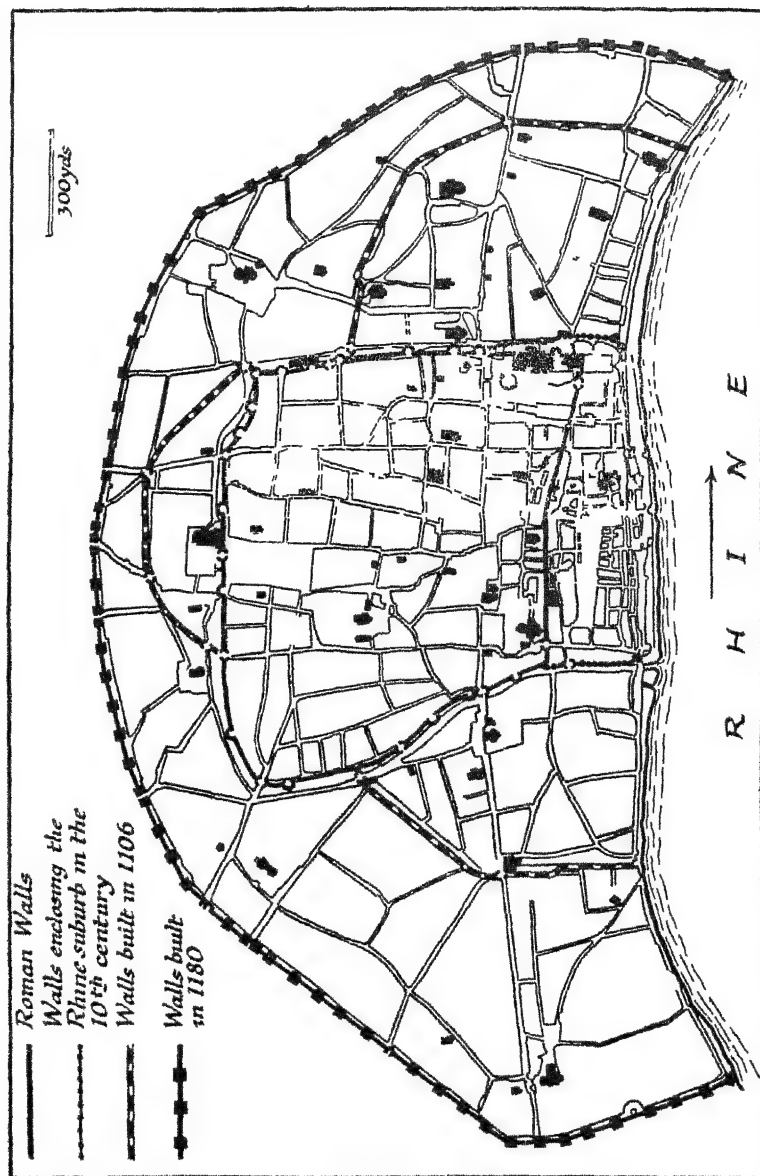 Roman Walls
Walls enclosing the
Rhine suburb in the
10th century
Walls built in 1106
Walls built
in 1180
300yds
RHINE